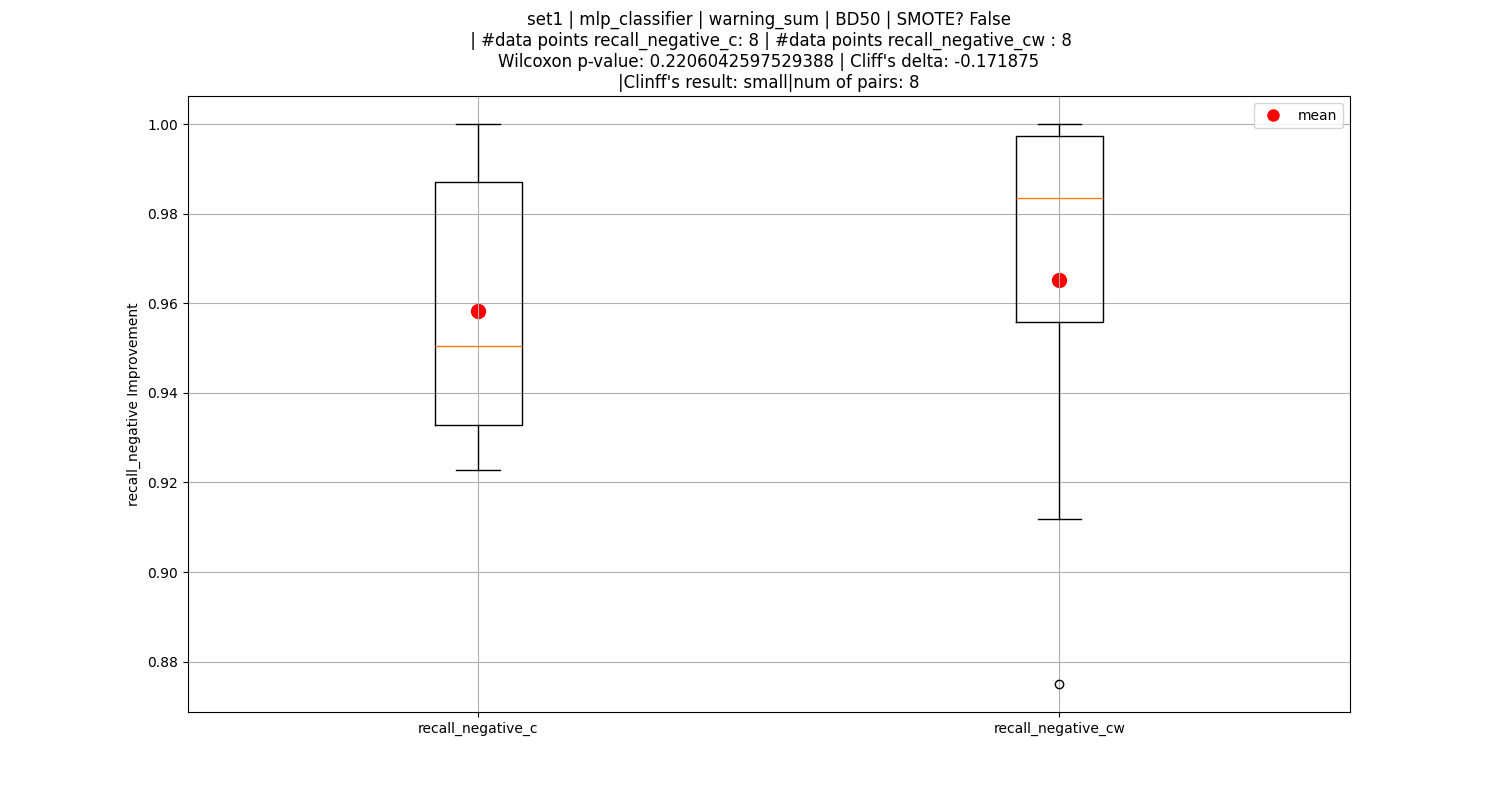 set1 | mlp_classifier | warning_sum | BD50 | SMOTE? False
| #data points recall_negative_c: 8 | #data points recall_negative_cw : 8
Wilcoxon p-value: 0.2206042597529388 | Cliff's delta: -0.171875
|Clinff's result: small|num of pairs: 8
mean
1.00
0.98
0.96
0.94
0.92
0.90
0.88
recall_negative Improvement
recall_negative_c
recall_negative_cw